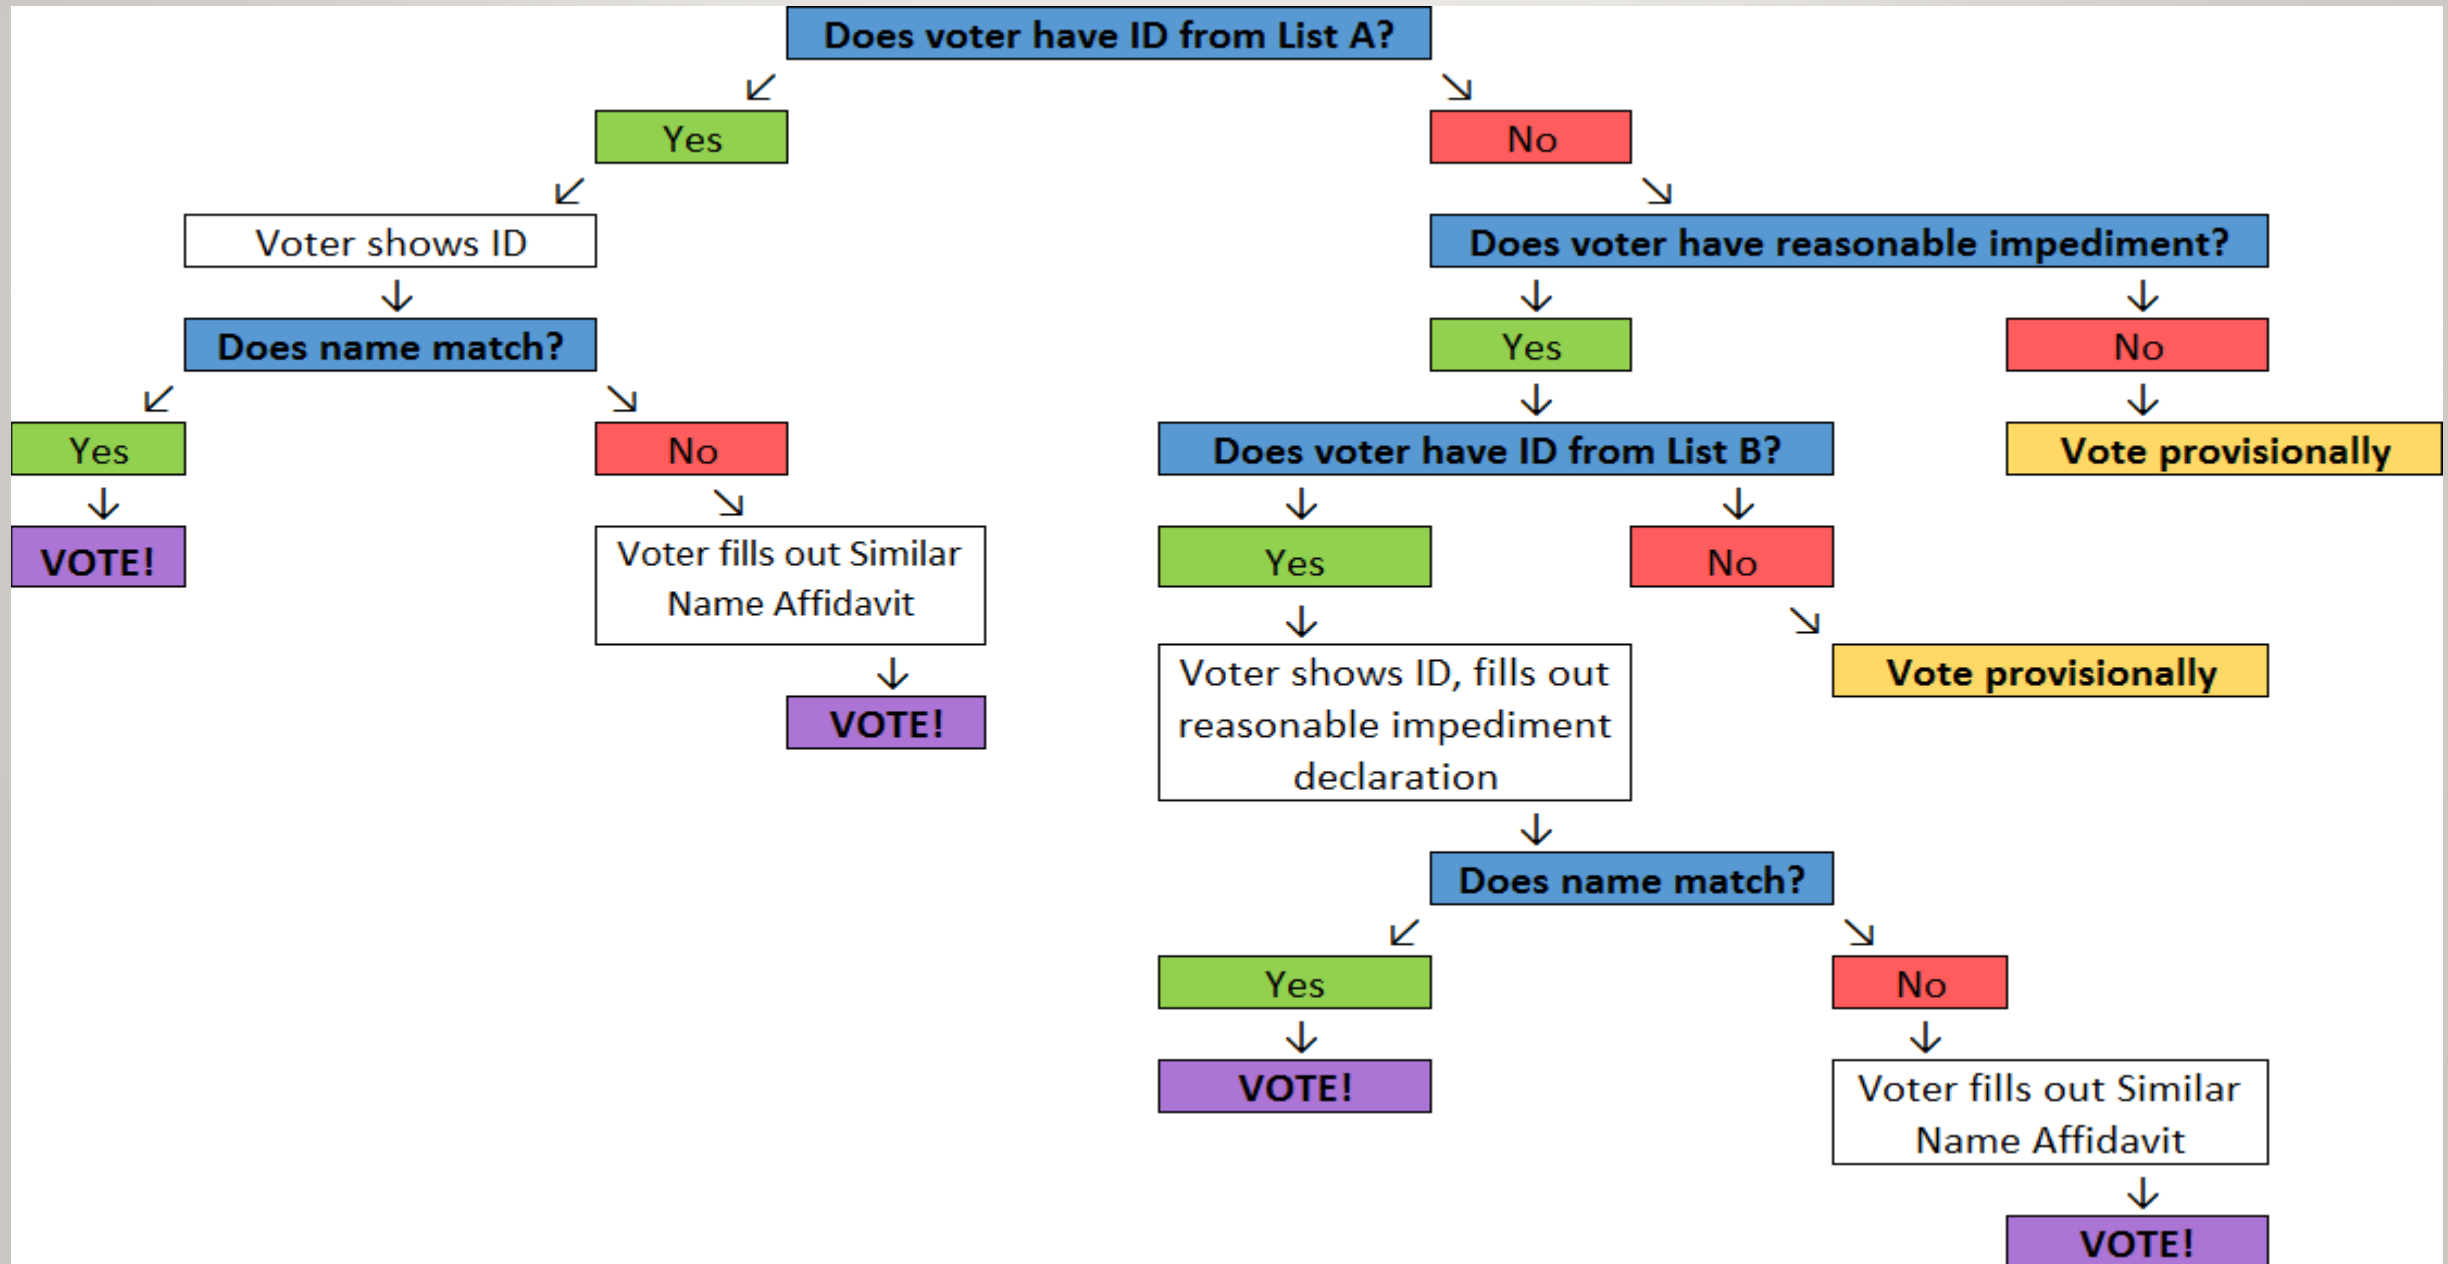 Does voter have ID from List A?
Yes
No
Voter shows ID
Does voter have reasonable impediment?
Does name match?
Yes
No
Yes
No
Does voter have ID from List B?
Vote provisionally
VOTE!
Voter fills out Similar
Name Affidavit
Yes
No
VOTE!
Voter shows ID, fills out
reasonable impediment
declaration
Vote provisionally
Does name match?
Yes
No
VOTE!
Voter fills out Similar
Name Affidavit
VOTE!